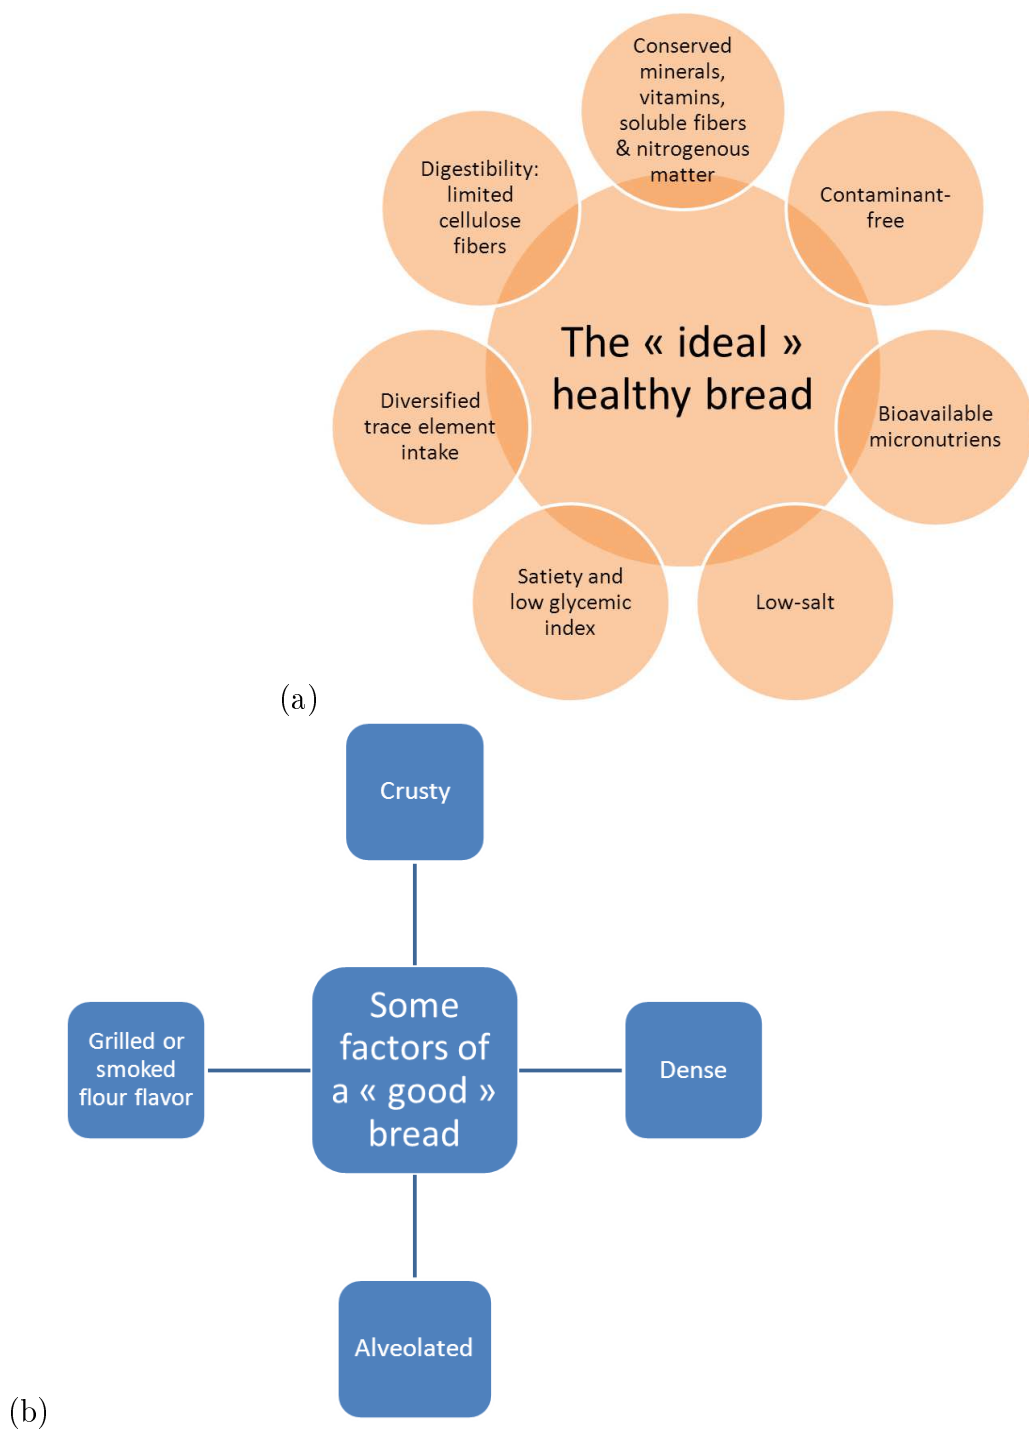 Conserved
minerals,
vitamins,
soluble fibers
& nitrogenous
matter
Contaminant-
free
Bioavailable
micronutriens
Low-salt
Satiety and
low glycemic
index
Diversified
trace element
intake
Digestibility:
limited
cellulose
fibers
The « ideal »
healthy bread
(a)
Crusty
Dense
Alveolated
Grilled or
smoked
flour flavor
Some
factors of
a « good »
bread
(b)